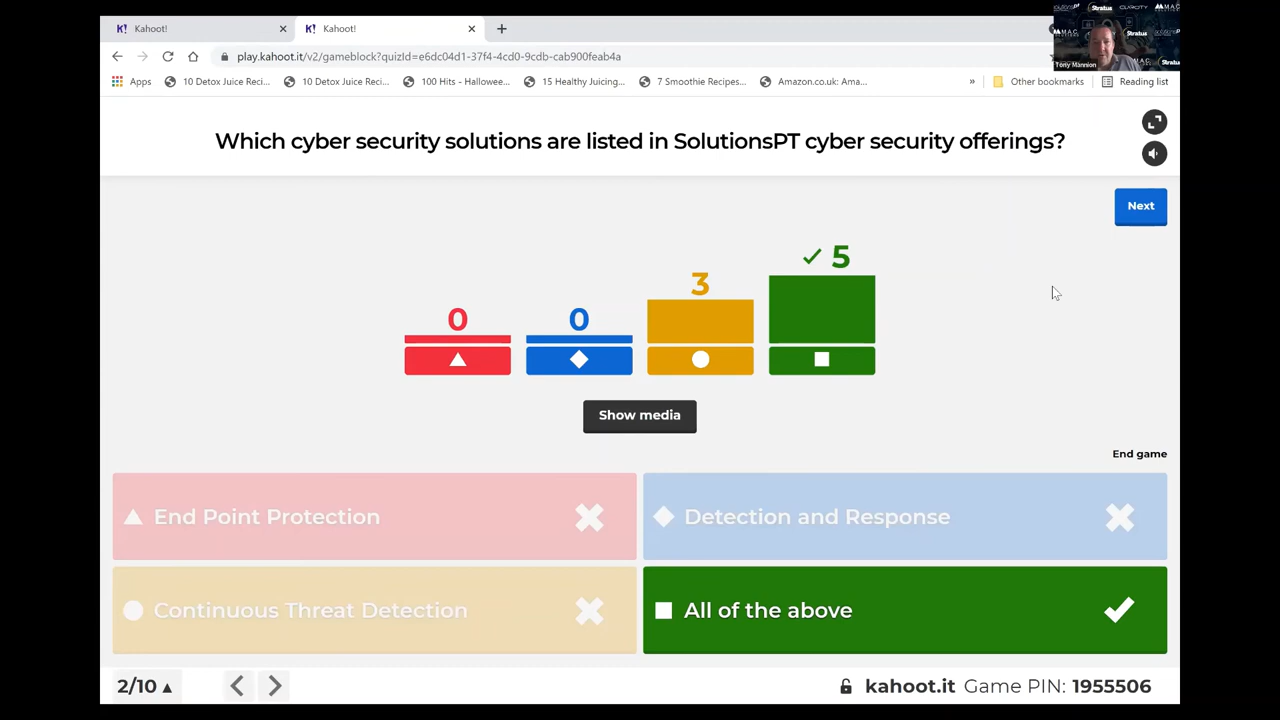 K! Kahoot!
K! Kahoot!
play.kahoot.it/v2/gameblock?quizId=e6dc04d1-37f4-4cd0-9cdb-cab900feab4a
Apps
10 Detox Juice Reci...
10 Detox Juice Reci...
100 Hits - Hallowee...
15 Healthy Juicing...
7 Smoothie Recipes...
Amazon.co.uk: Ama...
»
Other bookmarks
Reading list
Stratus
Stratus
Tony Mannion
Which cyber security solutions are listed in SolutionsPT cyber security offerings?
Next
0
0
3
5
Show media
End game
End Point Protection
Detection and Response
Continuous Threat Detection
All of the above
2/10
kahoot.it Game PIN: 1955506